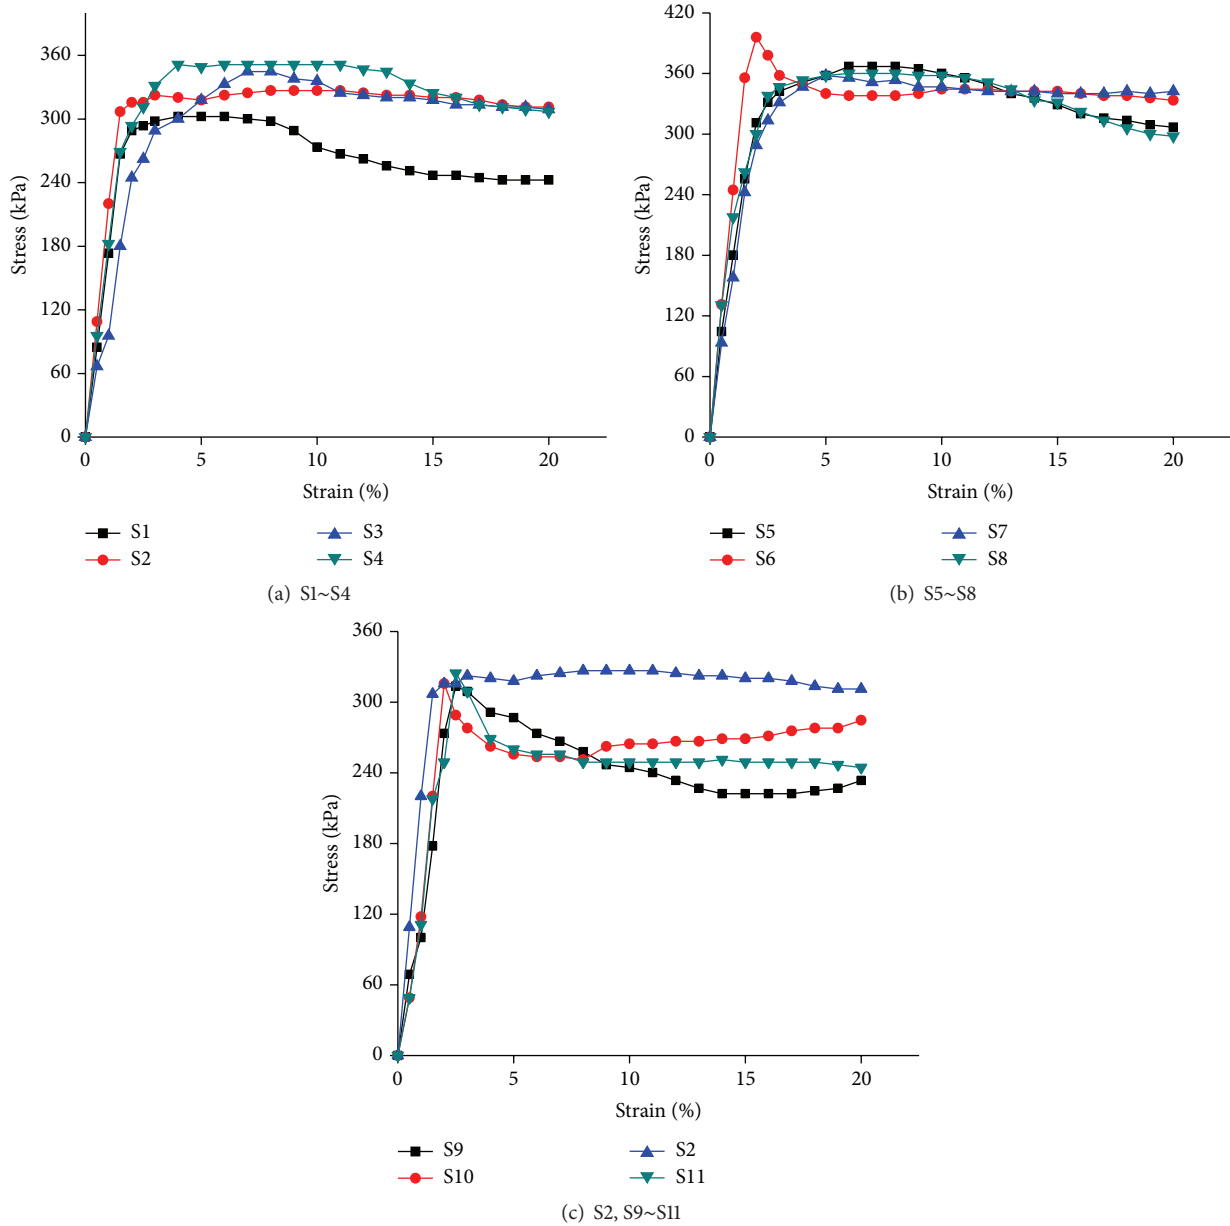 360
300
240
180
120
60
0
Stress (kPa)
0 5 10 15 20
Strain (%)
S1 S3
S2 S4
(a) S1~S4
420
360
300
240
180
120
60
0
Stress (kPa)
0 5 10 15 20
Strain (%)
S5 S7
S6 S8
(b) S5~S8
360
300
240
180
120
60
0
Stress (kPa)
0 5 10 15 20
Strain (%)
S9 S2
S10 S11
(c) S2, S9~S11